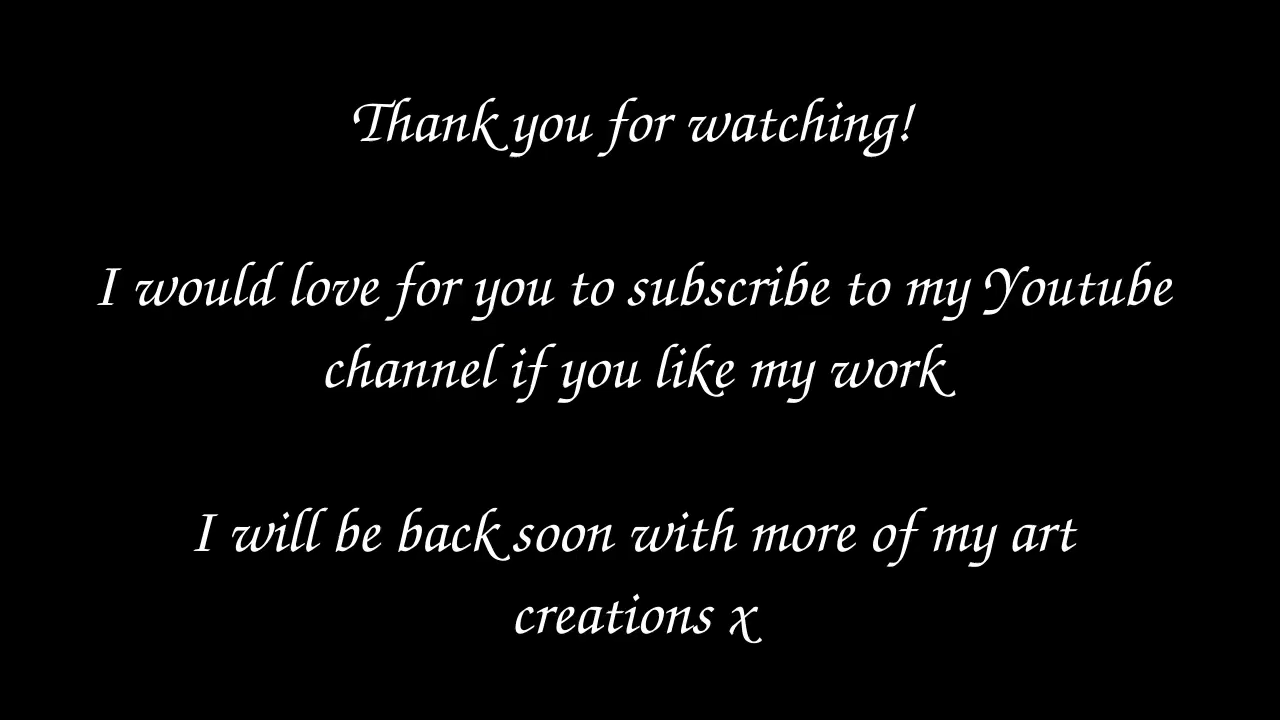 Thank you for watching!
I would love for you to subscribe to my Youtube
channel if you like my work
I will be back soon with more of my art
creations x